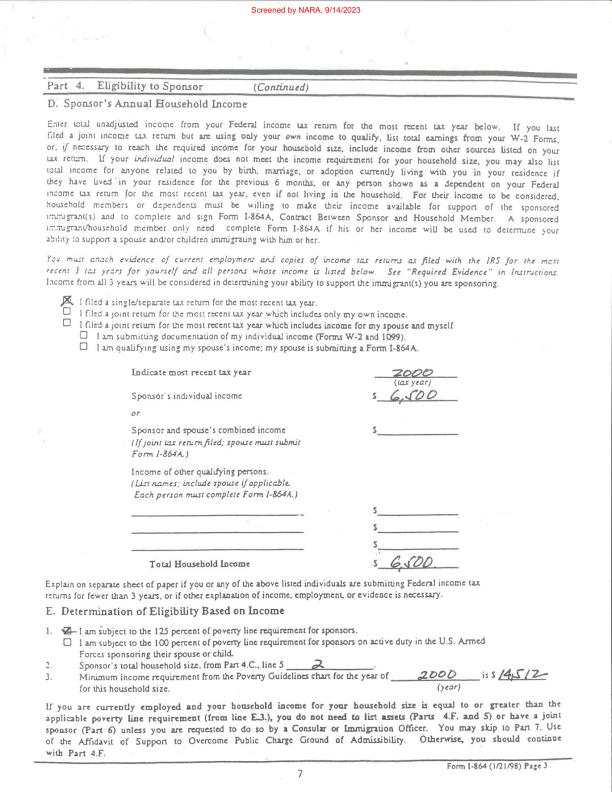 Screened by NARA, 9/14/2023
Part 4. Eligibility to Sponsor (Continued)
D. Sponsor's Annual Household Income
Enter total unadjusted income from your Federal income tax return for the most recent tax year below. If you last
filed a joint income tax return but are using only your own income to qualify, list total earnings from your W-2 Forms,
or, if necessary to reach the required income for your household size, include income from other sources listed on your
tax return. If your individual income does not meet the income requirement for your household size, you may also list
total income for anyone related to you by birth, marriage, or adoption currently living with you in your residence if
they have lived in your residence for the previous 6 months, or any person shown as a dependent on your Federal
income tax return for the most recent tax year, even if not living in the household. For their income to be considered,
household members or dependents must be willing to make their income available for support of the sponsored
immigrant(s) and to complete and sign Form I-864A, Contract Between Sponsor and Household Member. A sponsored
immigrant/household member only need complete Form I-864A if his or her income will be used to determine your
ability to support a spouse and/or children immigrating with him or her.
You must attach evidence of current employment and copies of income tax returns as filed with the IRS for the most
recent 3 tax years for yourself and all persons whose income is listed below. See "Required Evidence" in Instructions.
Income from all 3 years will be considered in determining your ability to support the immigrant(s) you are sponsoring.
☒ I filed a single/separate tax return for the most recent tax year.
☐ I filed a joint return for the most recent tax year which includes only my own income.
☐ I filed a joint return for the most recent tax year which includes income for my spouse and myself.
☐ I am submitting documentation of my individual income (Forms W-2 and 1099).
☐ I am qualifying using my spouse's income; my spouse is submitting a Form I-864A.
Indicate most recent tax year 2000
(tax year)
Sponsor's individual income $ 6,500
or
Sponsor and spouse's combined income $
(If joint tax return filed; spouse must submit
Form I-864A.)
Income of other qualifying persons.
(List names; include spouse if applicable.
Each person must complete Form I-864A.)
$
$
$
Total Household Income $ 6,500
Explain on separate sheet of paper if you or any of the above listed individuals are submitting Federal income tax
returns for fewer than 3 years, or if other explanation of income, employment, or evidence is necessary.
E. Determination of Eligibility Based on Income
1. ☒ I am subject to the 125 percent of poverty line requirement for sponsors.
☐ I am subject to the 100 percent of poverty line requirement for sponsors on active duty in the U.S. Armed
Forces sponsoring their spouse or child.
2. Sponsor's total household size, from Part 4.C., line 5 2 .
3. Minimum income requirement from the Poverty Guidelines chart for the year of 2000 is $ 14,512
for this household size. (year)
If you are currently employed and your household income for your household size is equal to or greater than the
applicable poverty line requirement (from line E.3.), you do not need to list assets (Parts 4.F. and 5) or have a joint
sponsor (Part 6) unless you are requested to do so by a Consular or Immigration Officer. You may skip to Part 7, Use
of the Affidavit of Support to Overcome Public Charge Ground of Admissibility. Otherwise, you should continue
with Part 4.F.
Form I-864 (1/21/98) Page 3
7